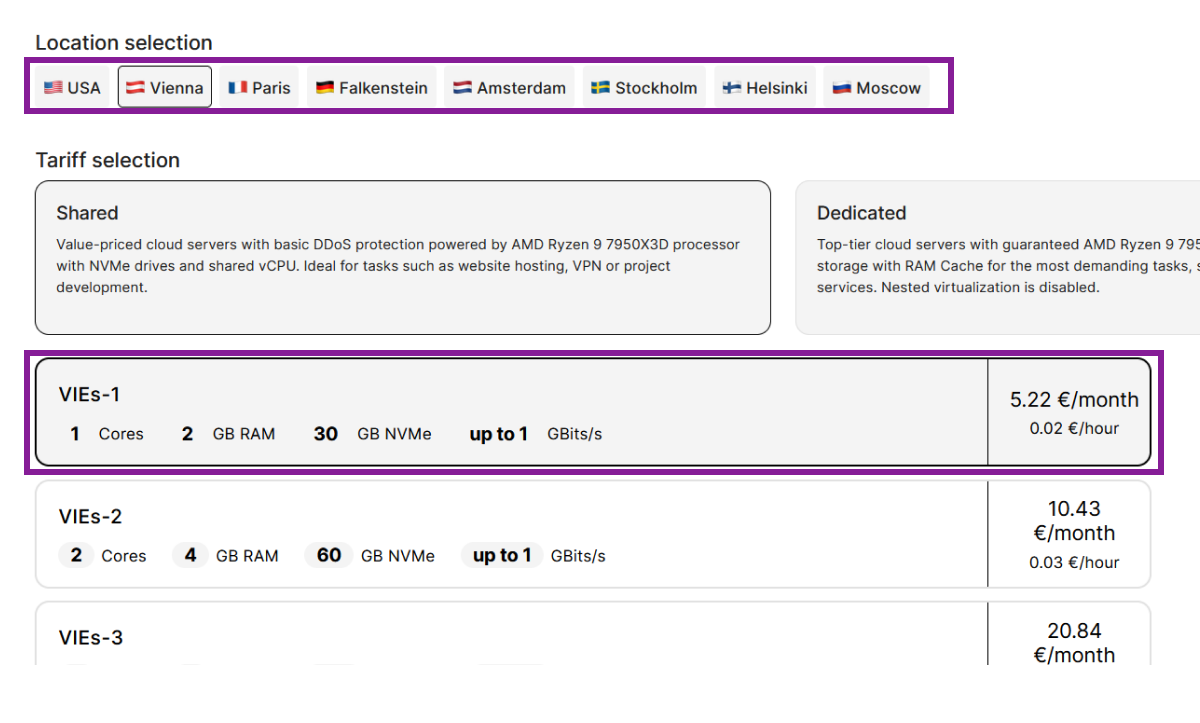 Location selection
USA Vienna Paris Falkenstein Amsterdam Stockholm Helsinki Moscow
Tariff selection
Shared
Value-priced cloud servers with basic DDoS protection powered by AMD Ryzen 9 7950X3D processor
with NVMe drives and shared vCPU. Ideal for tasks such as website hosting, VPN or project
development.
Dedicated
Top-tier cloud servers with guaranteed AMD Ryzen 9 795
storage with RAM Cache for the most demanding tasks, s
services. Nested virtualization is disabled.
VIEs-1
1 Cores 2 GB RAM 30 GB NVMe up to 1 GBits/s
5.22 €/month
0.02 €/hour
VIEs-2
2 Cores 4 GB RAM 60 GB NVMe up to 1 GBits/s
10.43
€/month
0.03 €/hour
VIEs-3
20.84
€/month